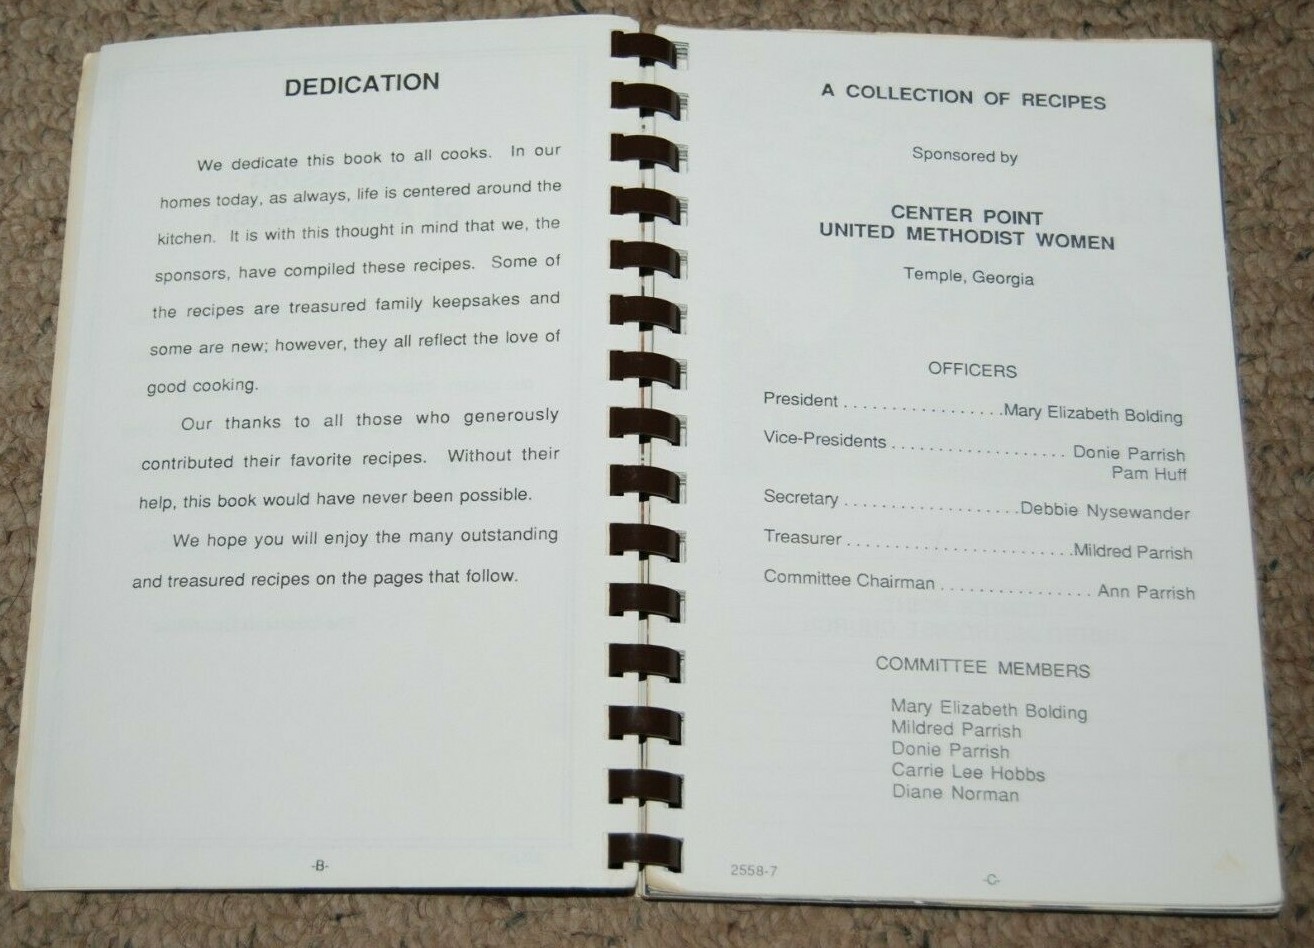 DEDICATION
We dedicate this book to all cooks. In our
homes today, as always, life is centered around the
kitchen. It is with this thought in mind that we, the
sponsors, have compiled these recipes. Some of
the recipes are treasured family keepsakes and
some are new; however, they all reflect the love of
good cooking.
Our thanks to all those who generously
contributed their favorite recipes. Without their
help, this book would have never been possible.
We hope you will enjoy the many outstanding
and treasured recipes on the pages that follow.
-B-
A COLLECTION OF RECIPES
Sponsored by
CENTER POINT
UNITED METHODIST WOMEN
Temple, Georgia
OFFICERS
President . . . . . . . . . . . . . . . . .Mary Elizabeth Bolding
Vice-Presidents . . . . . . . . . . . . . . . . . . Donie Parrish
Pam Huff
Secretary . . . . . . . . . . . . . . . . . .Debbie Nysewander
Treasurer . . . . . . . . . . . . . . . . . . . . . . .Mildred Parrish
Committee Chairman . . . . . . . . . . . . . . . Ann Parrish
COMMITTEE MEMBERS
Mary Elizabeth Bolding
Mildred Parrish
Donie Parrish
Carrie Lee Hobbs
Diane Norman
2558-7
-C-